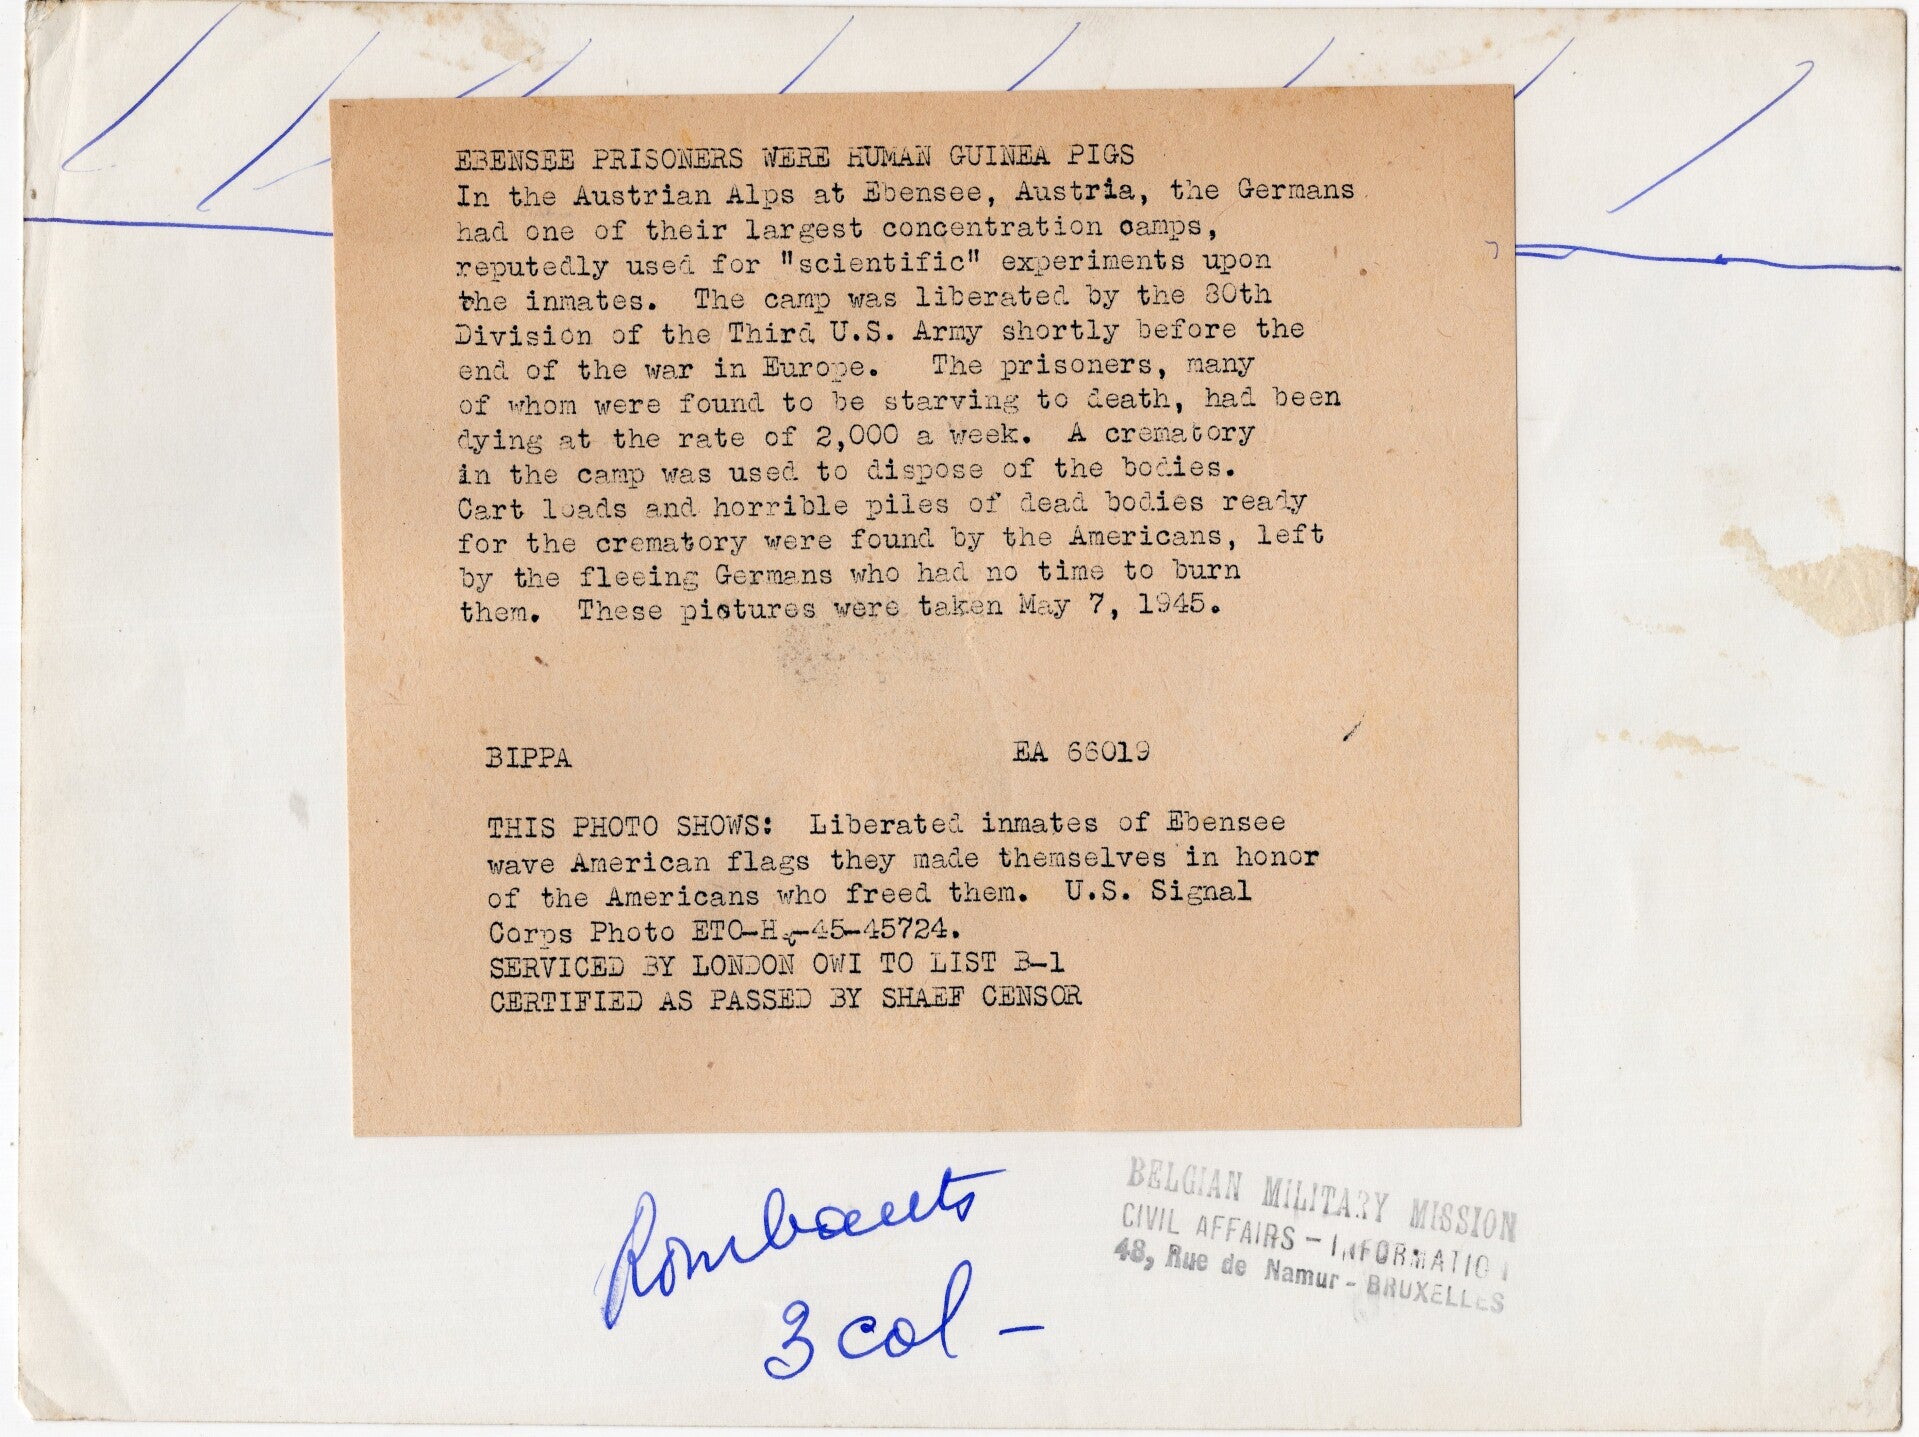 EBENSEE PRISONERS WERE HUMAN GUINEA PIGS
In the Austrian Alps at Ebensee, Austria, the Germans
had one of their largest concentration camps,
reputedly used for "scientific" experiments upon
the inmates. The camp was liberated by the 80th
Division of the Third U.S. Army shortly before the
end of the war in Europe. The prisoners, many
of whom were found to be starving to death, had been
dying at the rate of 2,000 a week. A crematory
in the camp was used to dispose of the bodies.
Cart loads and horrible piles of dead bodies ready
for the crematory were found by the Americans, left
by the fleeing Germans who had no time to burn
them. These pictures were taken May 7, 1945.
BIPPA EA 66019
THIS PHOTO SHOWS: Liberated inmates of Ebensee
wave American flags they made themselves in honor
of the Americans who freed them. U.S. Signal
Corps Photo ETO-H -45-45724.
SERVICED BY LONDON OWI TO LIST B-1
CERTIFIED AS PASSED BY SHAEF CENSOR
Rombauts
3 col -
BELGIAN MILITARY MISSION
CIVIL AFFAIRS - INFORMATION
48, Rue de Namur - BRUXELLES